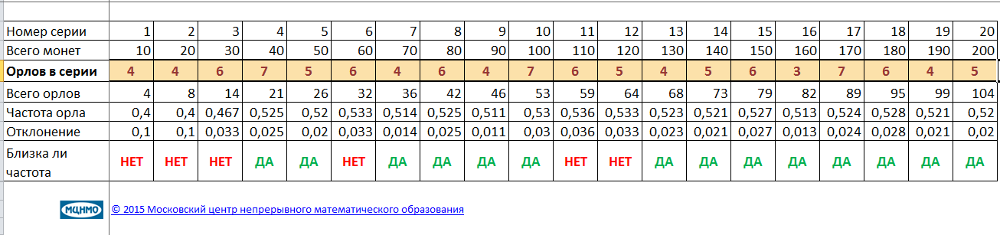 Номер серии 1 2 3 4 5 6 7 8 9 10 11 12 13 14 15 16 17 18 19 20
Всего монет 10 20 30 40 50 60 70 80 90 100 110 120 130 140 150 160 170 180 190 200
Орлов в серии 4 4 6 7 5 6 4 6 4 7 6 5 4 5 6 3 7 6 4 5
Всего орлов 4 8 14 21 26 32 36 42 46 53 59 64 68 73 79 82 89 95 99 104
Частота орла 0,4 0,4 0,467 0,525 0,52 0,533 0,514 0,525 0,511 0,53 0,536 0,533 0,523 0,521 0,527 0,513 0,524 0,528 0,521 0,52
Отклонение 0,1 0,1 0,033 0,025 0,02 0,033 0,014 0,025 0,011 0,03 0,036 0,033 0,023 0,021 0,027 0,013 0,024 0,028 0,021 0,02
Близка ли
частота НЕТ НЕТ НЕТ ДА ДА НЕТ ДА ДА ДА ДА НЕТ НЕТ ДА ДА ДА ДА ДА ДА ДА ДА
МЦНМО © 2015 Московский центр непрерывного математического образования